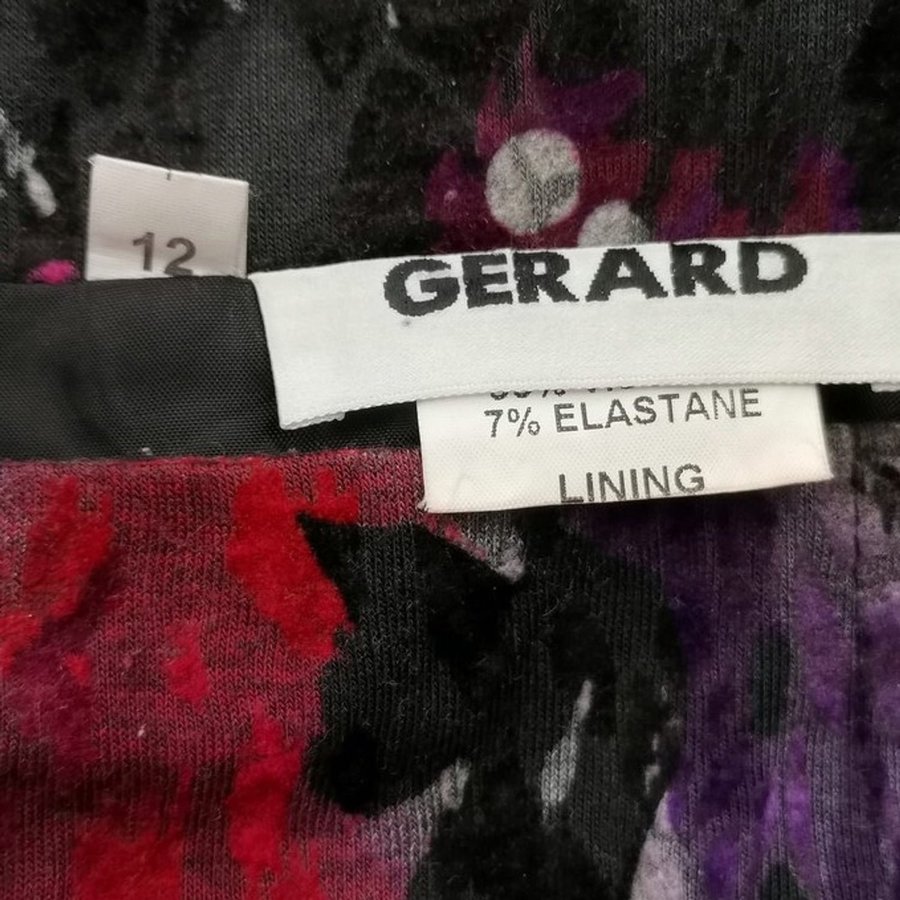 12
GERARD
7% ELASTANE
LINING